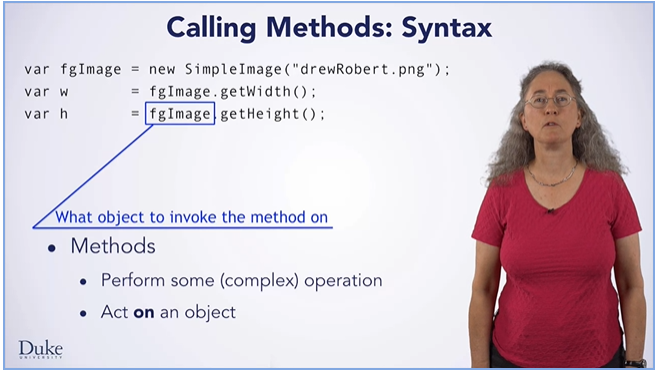 Calling Methods: Syntax
var fgImage = new SimpleImage("drewRobert.png");
var w = fgImage.getWidth();
var h = fgImage.getHeight();
What object to invoke the method on
• Methods
• Perform some (complex) operation
• Act on an object
Duke
UNIVERSITY